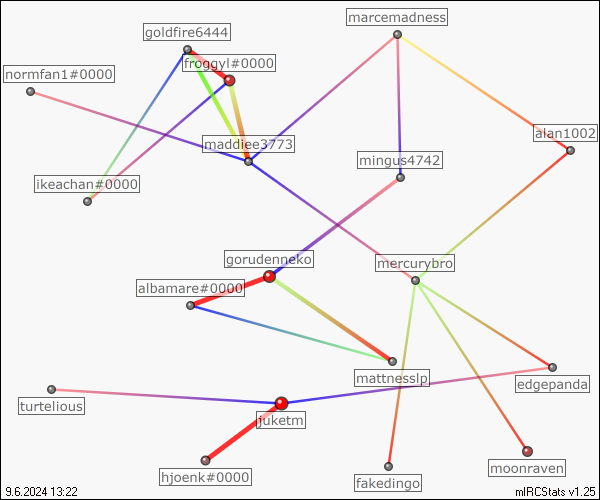 marcemadness
goldfire6444
froggyl#0000
normfan1#0000
alan1002
maddiee3773
mingus4742
ikeachan#0000
gorudenneko
mercurybro
albamare#0000
mattnesslp
edgepanda
turtelious
juketm
moonraven
hjoenk#0000
fakedingo
9.6.2024 13:22
mIRCStats v1.25